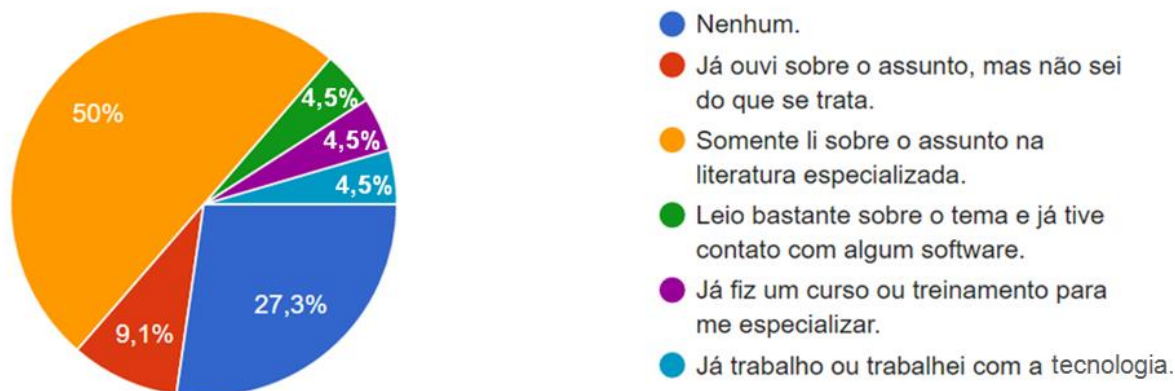 50%
4,5%
4,5%
4,5%
27,3%
9,1%
Nenhum.
Já ouvi sobre o assunto, mas não sei
do que se trata.
Somente li sobre o assunto na
literatura especializada.
Leio bastante sobre o tema e já tive
contato com algum software.
Já fiz um curso ou treinamento para
me especializar.
Já trabalho ou trabalhei com a tecnologia.